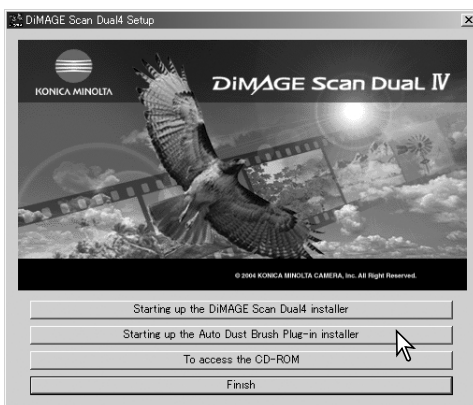 DiMAGE Scan Dual4 Setup
KONICA MINOLTA
DiMAGE Scan Dual IV
© 2004 KONICA MINOLTA CAMERA, Inc. All Right Reserved.
Starting up the DiMAGE Scan Dual4 installer
Starting up the Auto Dust Brush Plug-in installer
To access the CD-ROM
Finish